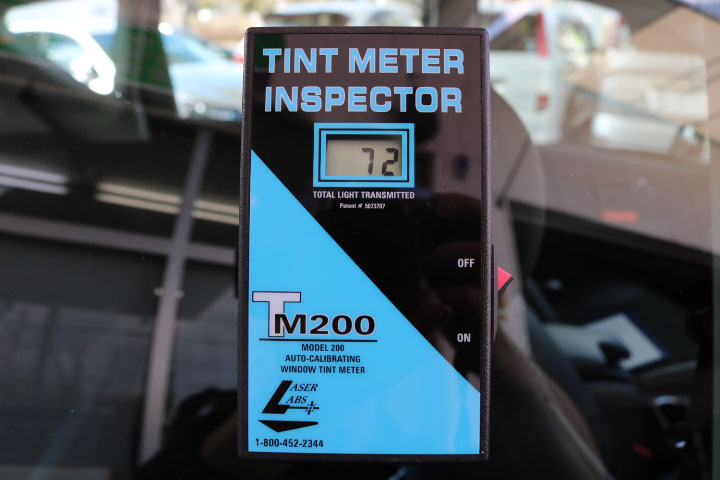 TINT METER
INSPECTOR
72
TOTAL LIGHT TRANSMITTED
Patent # 5073707
OFF
ON
TM200
MODEL 200
AUTO-CALIBRATING
WINDOW TINT METER
LASER
LABS
1-800-452-2344